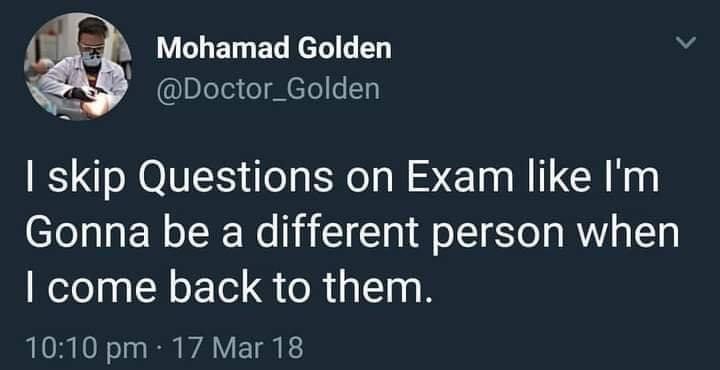 Mohamad Golden
@Doctor_Golden
I skip Questions on Exam like I'm
Gonna be a different person when
I come back to them.
10:10 pm · 17 Mar 18